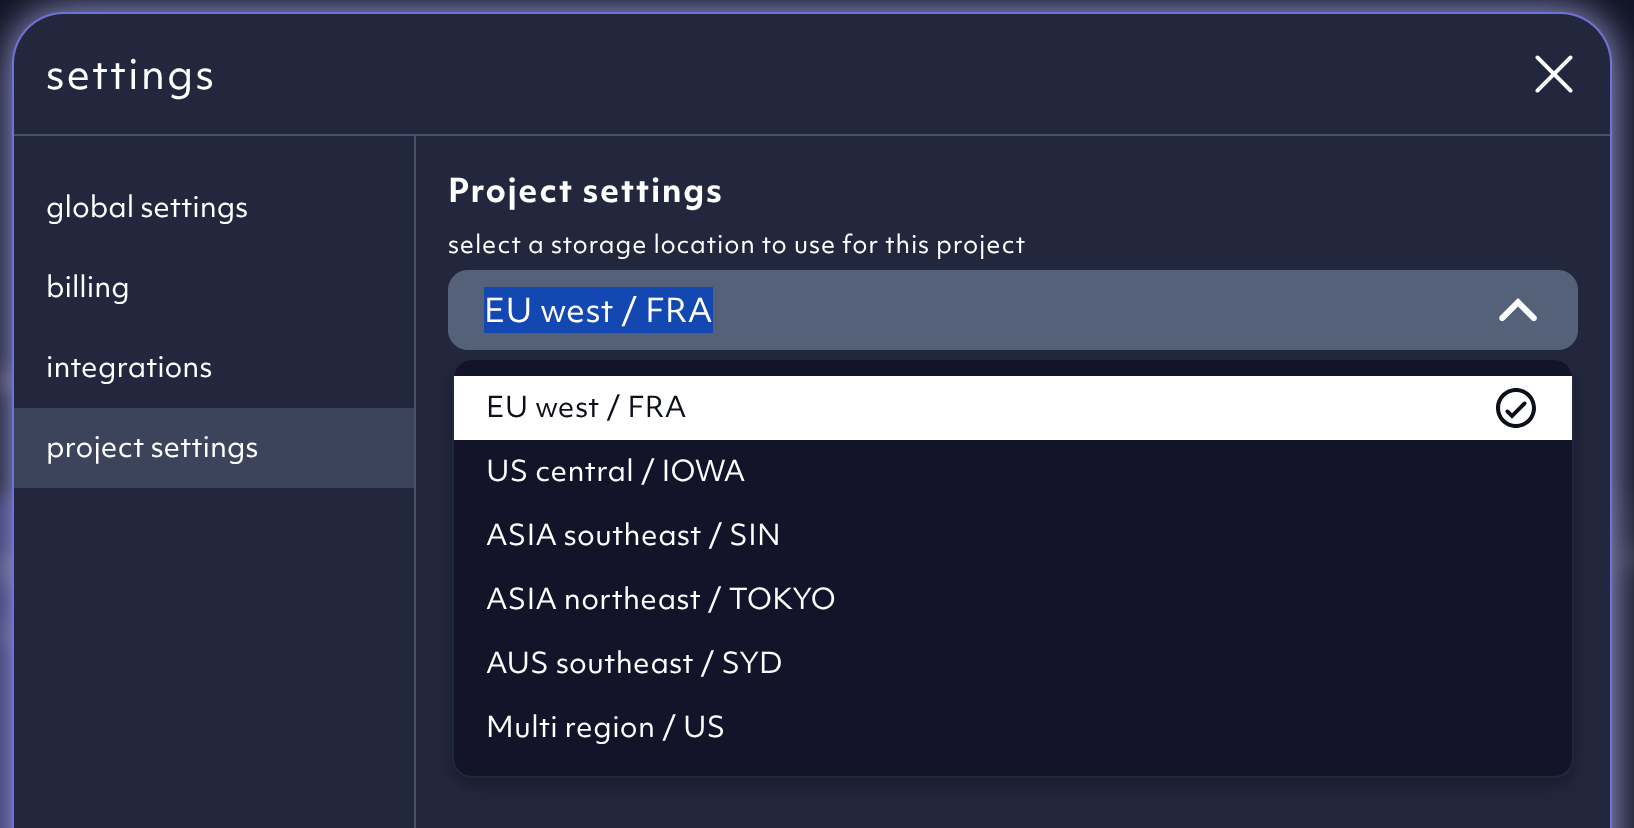 settings
global settings
billing
integrations
project settings
Project settings
select a storage location to use for this project
EU west / FRA
EU west / FRA
US central / IOWA
ASIA southeast / SIN
ASIA northeast / TOKYO
AUS southeast / SYD
Multi region / US